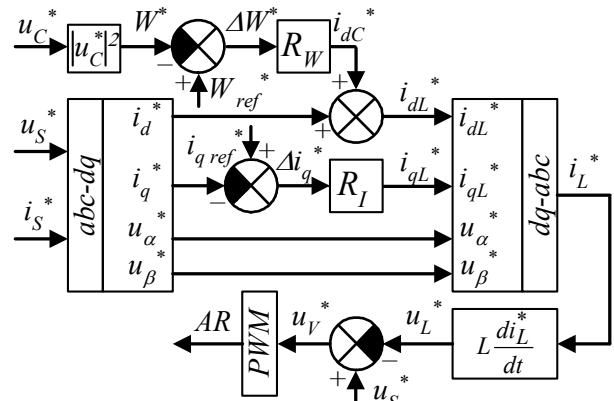 u_C^* |u_C^*|² W^* − ΔW^* R_W i_dC^*
+ W_ref^*
u_S^* i_S^* abc-dq
i_d^* + + i_dL^* i_dL^*
i_q ref^* +
i_q^* − Δi_q^* R_I i_qL^* i_qL^*
u_α^* u_α^*
u_β^* u_β^*
dq-abc i_L^*
AR PWM u_V^* − u_L^* L di_L^*/dt
+ u_S^*